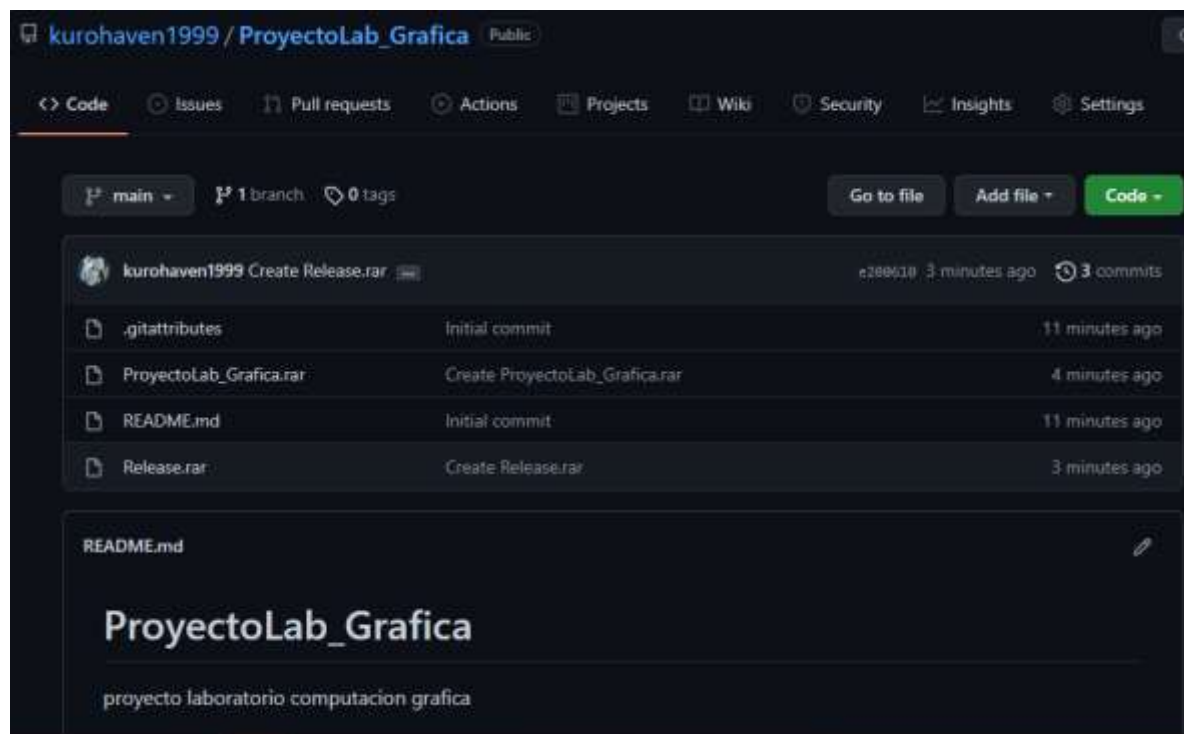 kurohaven1999 / ProyectoLab_Grafica Public
<> Code Issues Pull requests Actions Projects Wiki Security Insights Settings
main 1 branch 0 tags Go to file Add file Code
kurohaven1999 Create Release.rar ... e200610 3 minutes ago 3 commits
.gitattributes Initial commit 11 minutes ago
ProyectoLab_Grafica.rar Create ProyectoLab_Grafica.rar 4 minutes ago
README.md Initial commit 11 minutes ago
Release.rar Create Release.rar 3 minutes ago
README.md
ProyectoLab_Grafica
proyecto laboratorio computacion grafica